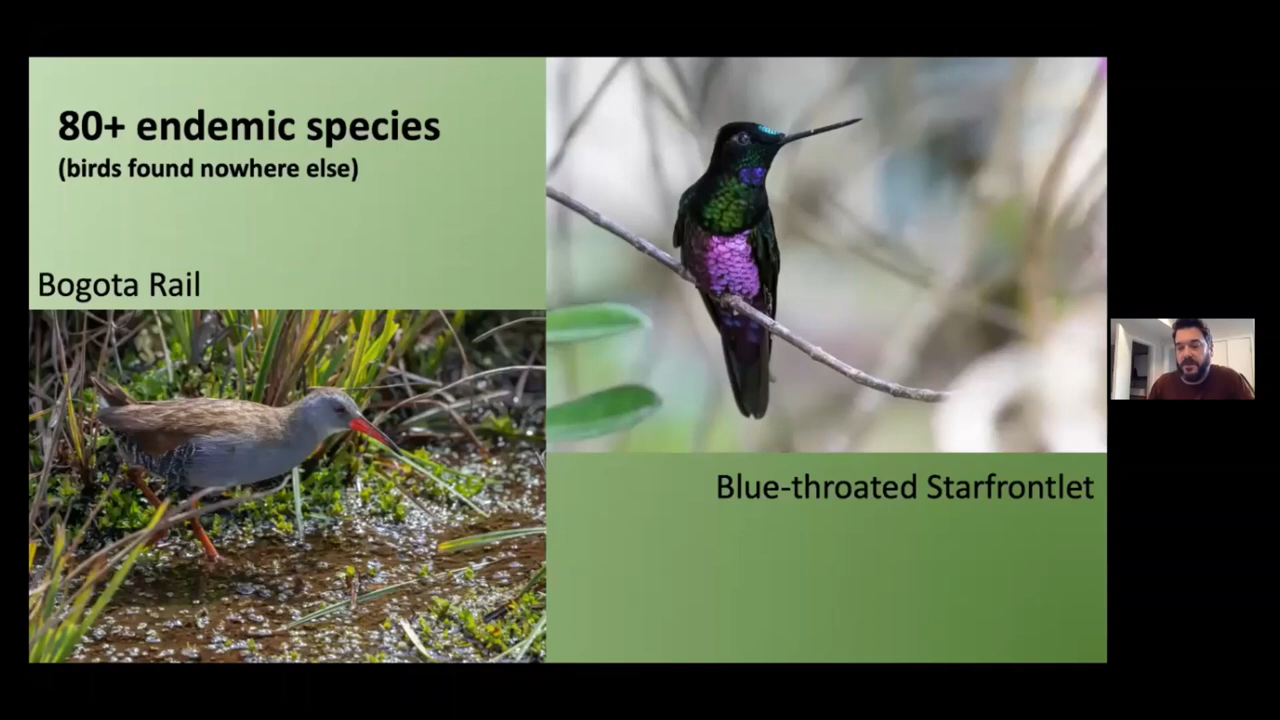 80+ endemic species
(birds found nowhere else)
Bogota Rail
Blue-throated Starfrontlet